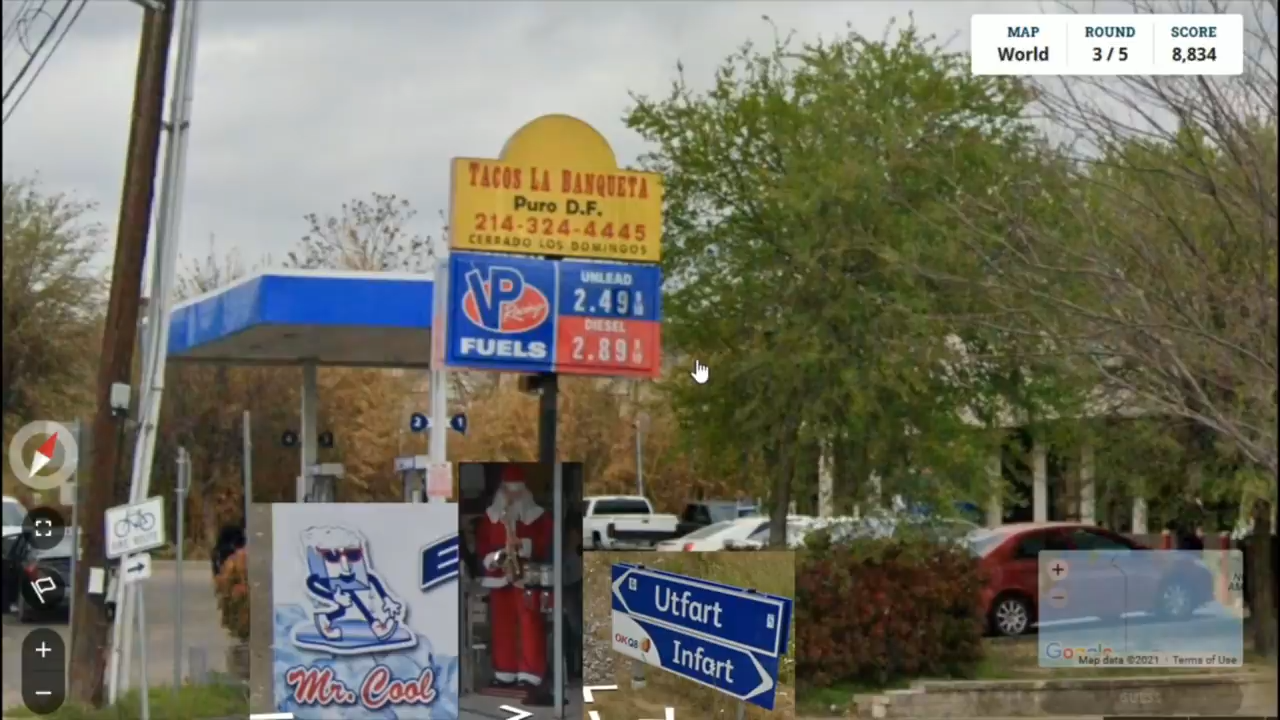 MAP
World
ROUND
3 / 5
SCORE
8,834
TACOS LA BANQUETA
Puro D.F.
214-324-4445
CERRADO LOS DOMINGOS
VP
Racing
FUELS
UNLEAD
2.49
DIESEL
2.89
2 1
Mr. Cool
Utfart
OKQ8
Infart
Google
Map data ©2021
Terms of Use
GUESS